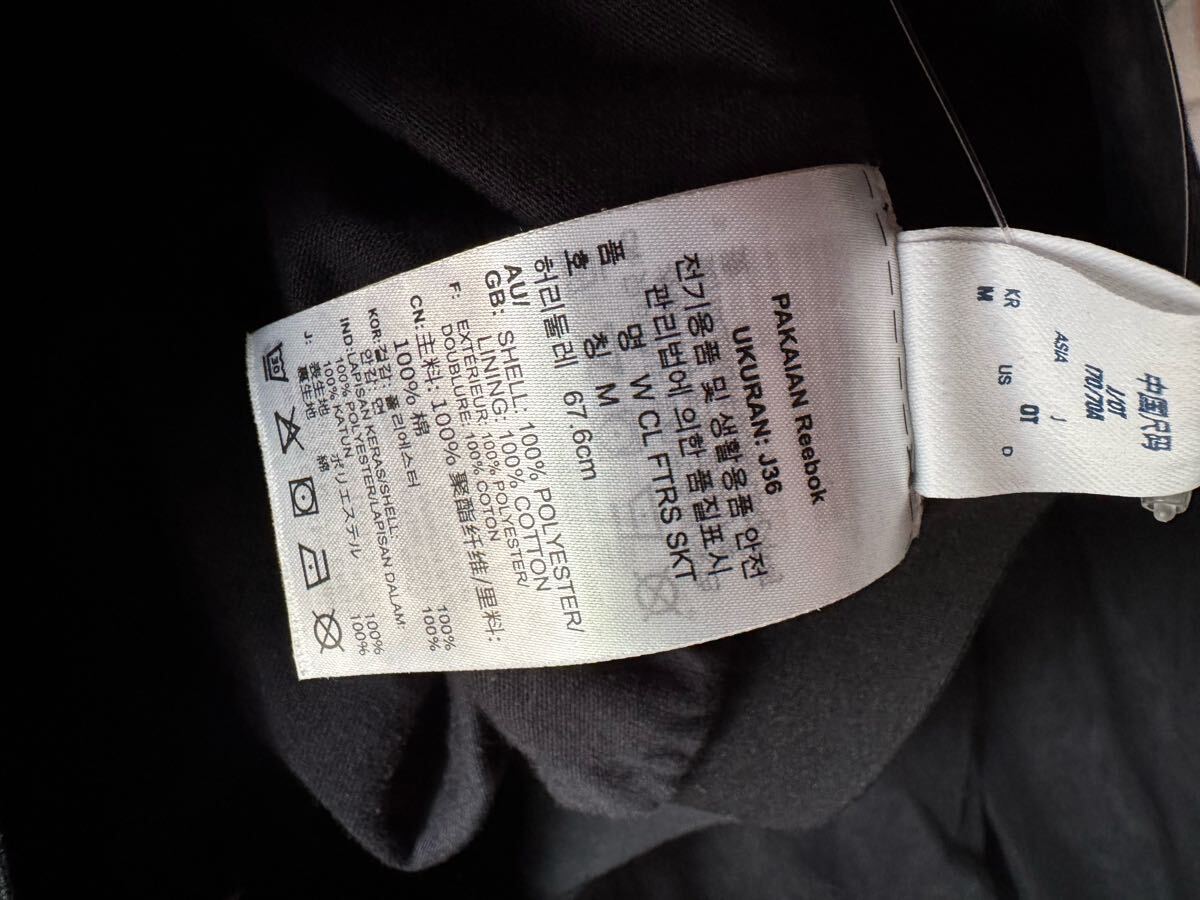 PAKAIAN Reebok
UKURAN: J36
전기용품 및 생활용품 안전
관리법에 의한 품질표시
품 명 W CL FTRS SKT
호 칭 M
허리둘레 67.6cm
AU/
GB: SHELL: 100% POLYESTER/
LINING: 100% COTTON
F: EXTÉRIEUR: 100% POLYESTER/
DOUBLURE: 100% COTON
CN: 主料: 100% 聚酯纤维/里料:
100% 棉
KOR: 겉감: 폴리에스터 100%
안감: 면 100%
IND: LAPISAN KERAS/SHELL:
100% POLYESTER/LAPISAN DALAM:
100% KATUN
J: 表生地 ポリエステル 100%
裏生地 綿 100%
30
中国尺码
J/OT
170/70A
ASIA J
KR US D
M OT